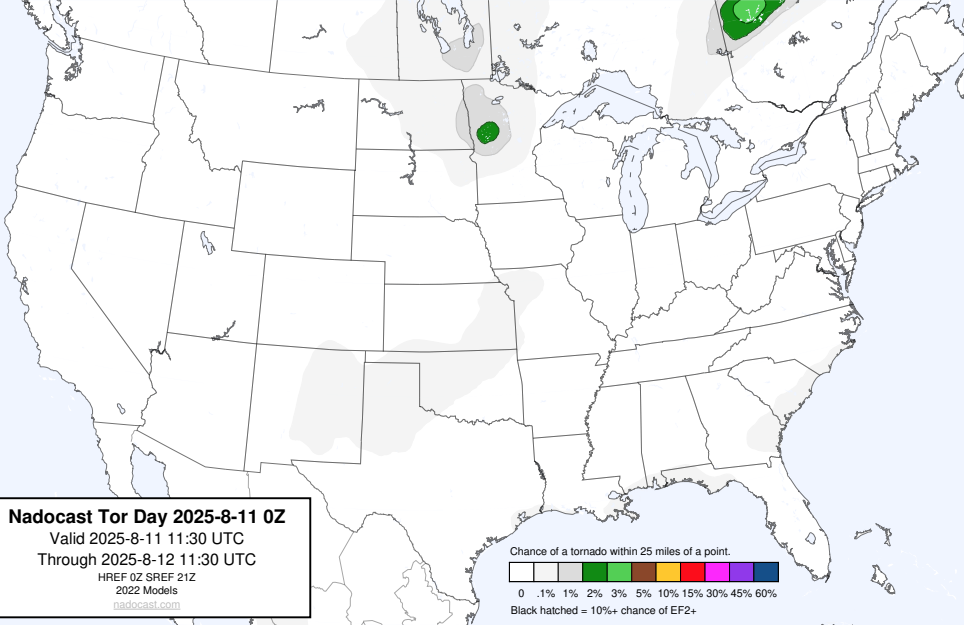 Nadocast Tor Day 2025-8-11 0Z
Valid 2025-8-11 11:30 UTC
Through 2025-8-12 11:30 UTC
HREF 0Z SREF 21Z
2022 Models
nadocast.com
Chance of a tornado within 25 miles of a point.
0 .1% 1% 2% 3% 5% 10% 15% 30% 45% 60%
Black hatched = 10%+ chance of EF2+